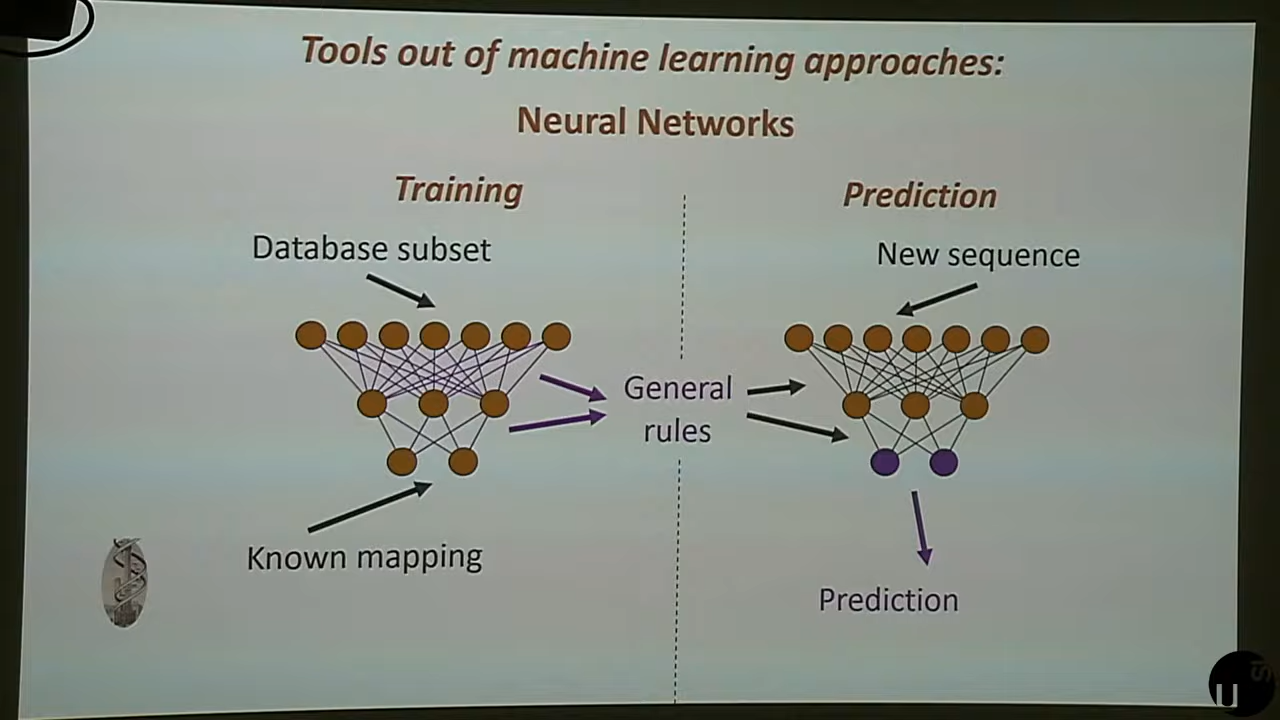 Tools out of machine learning approaches:
Neural Networks
Training
Prediction
Database subset
New sequence
General
rules
Known mapping
Prediction
U